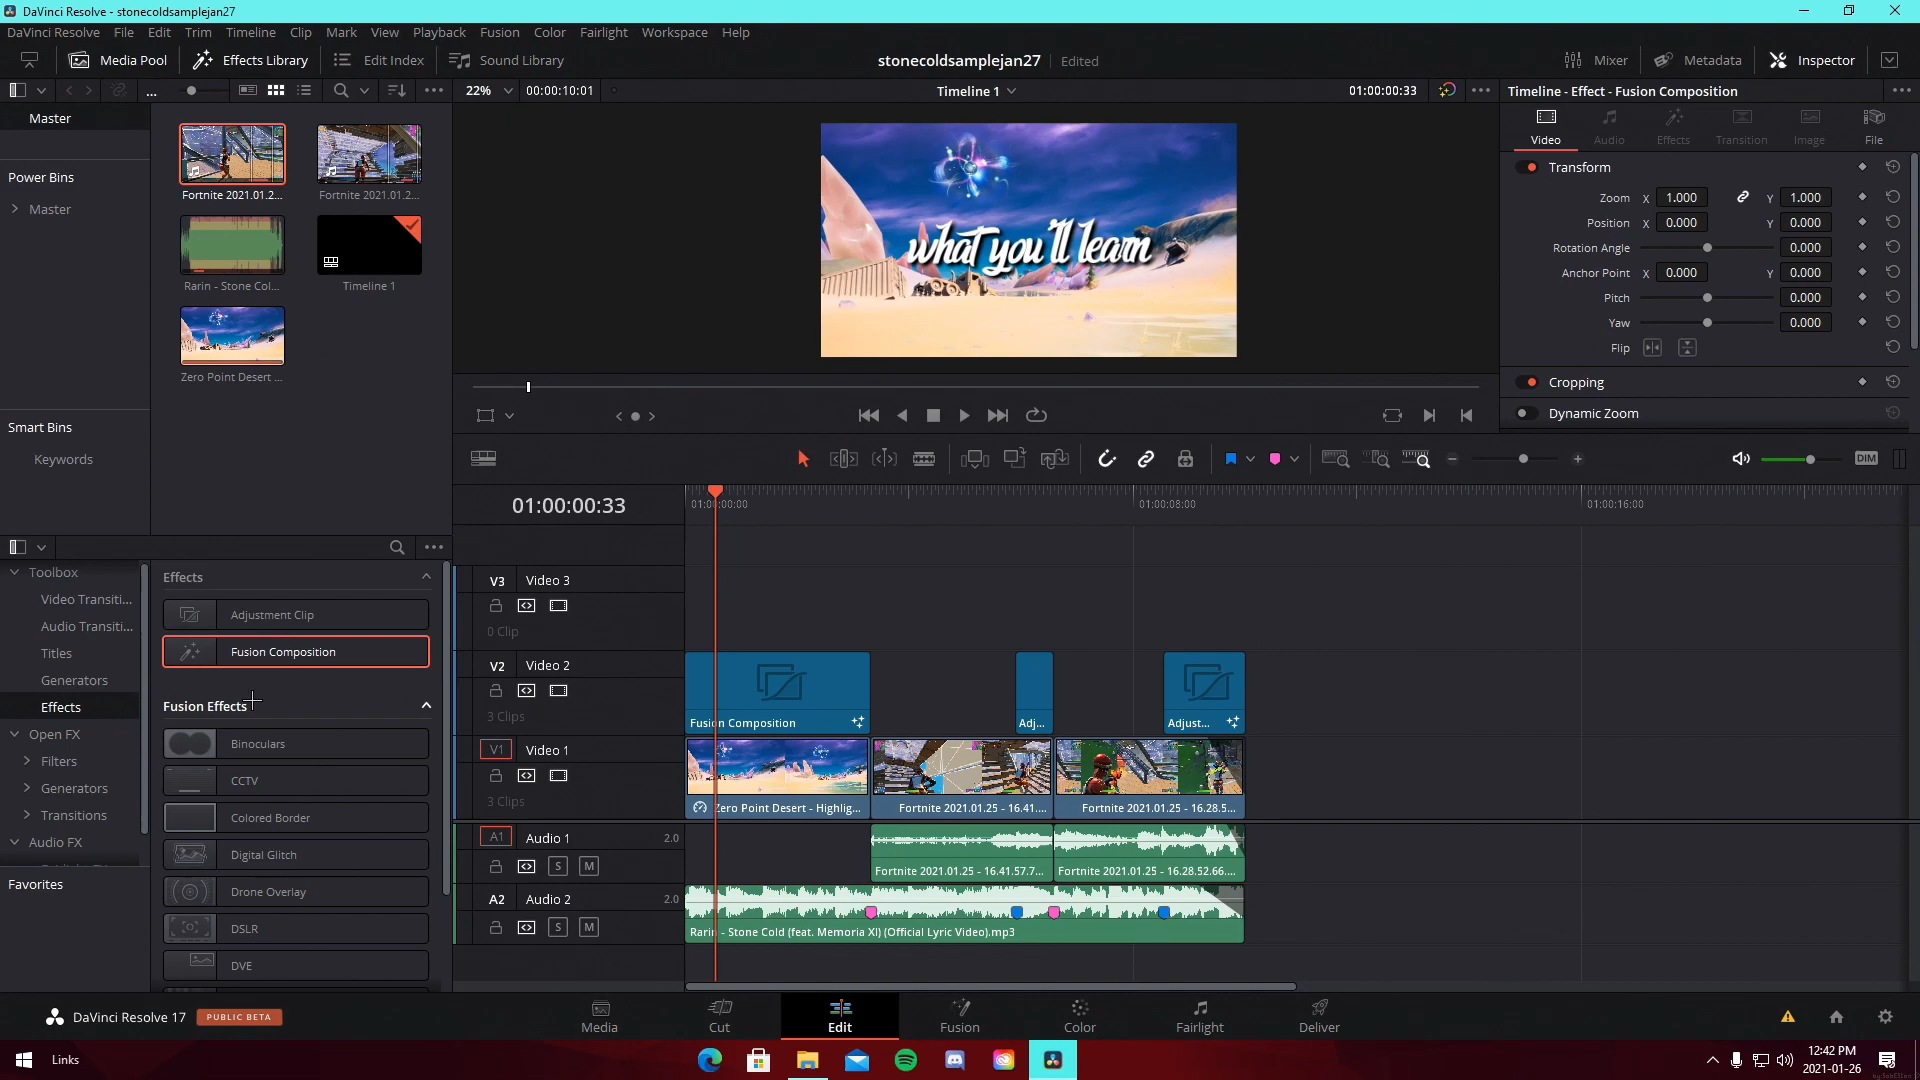 DaVinci Resolve - stonecoldsamplejan27
DaVinci Resolve File Edit Trim Timeline Clip Mark View Playback Fusion Color Fairlight Workspace Help
Media Pool Effects Library Edit Index Sound Library stonecoldsamplejan27 Edited Mixer Metadata Inspector
... 22% 00:00:10:01 Timeline 1 01:00:00:33 Timeline - Effect - Fusion Composition
Master
Power Bins
Master
Fortnite 2021.01.2... Fortnite 2021.01.2...
Rarin - Stone Col... Timeline 1
Zero Point Desert ...
Smart Bins
Keywords
what you'll learn
Video Audio Effects Transition Image File
Transform
Zoom X 1.000 Y 1.000
Position X 0.000 Y 0.000
Rotation Angle 0.000
Anchor Point X 0.000 Y 0.000
Pitch 0.000
Yaw 0.000
Flip
Cropping
Dynamic Zoom
DIM
01:00:00:33 01:00:00:00 01:00:08:00 01:00:16:00
Toolbox
Video Transiti...
Audio Transiti...
Titles
Generators
Effects
Open FX
Filters
Generators
Transitions
Audio FX
Favorites
Effects
Adjustment Clip
Fusion Composition
Fusion Effects
Binoculars
CCTV
Colored Border
Digital Glitch
Drone Overlay
DSLR
DVE
V3 Video 3
0 Clip
V2 Video 2
3 Clips
Fusion Composition Adj... Adjust...
V1 Video 1
3 Clips
Zero Point Desert - Highlig... Fortnite 2021.01.25 - 16.41.... Fortnite 2021.01.25 - 16.28.5...
A1 Audio 1 2.0
S M
Fortnite 2021.01.25 - 16.41.57.7... Fortnite 2021.01.25 - 16.28.52.66....
A2 Audio 2 2.0
S M
Rarin - Stone Cold (feat. Memoria XI) (Official Lyric Video).mp3
DaVinci Resolve 17 PUBLIC BETA
Media Cut Edit Fusion Color Fairlight Deliver
Links
12:42 PM
2021-01-26